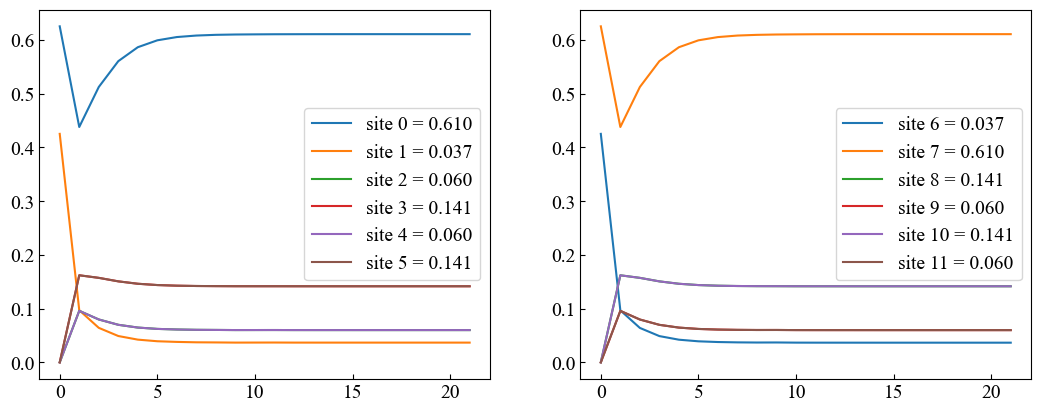 0.6
0.5
0.4
0.3
0.2
0.1
0.0
site 0 = 0.610
site 1 = 0.037
site 2 = 0.060
site 3 = 0.141
site 4 = 0.060
site 5 = 0.141
0 5 10 15 20
0.6
0.5
0.4
0.3
0.2
0.1
0.0
site 6 = 0.037
site 7 = 0.610
site 8 = 0.141
site 9 = 0.060
site 10 = 0.141
site 11 = 0.060
0 5 10 15 20